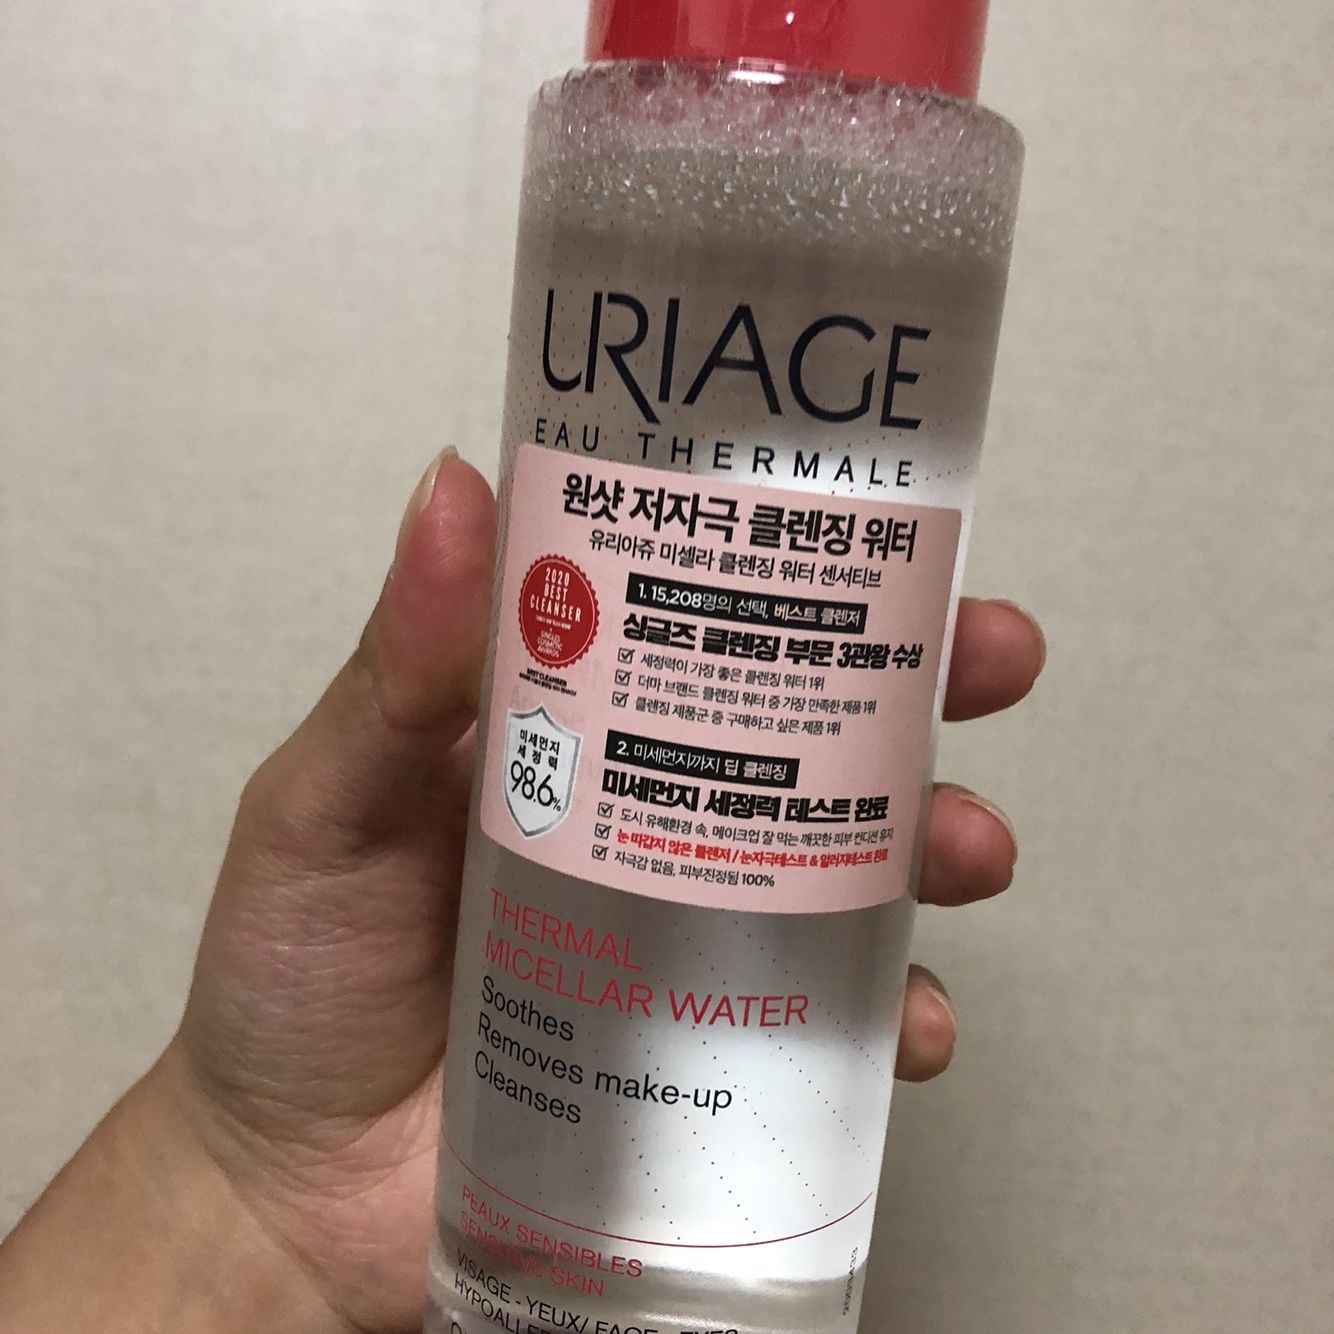 URIAGE
EAU THERMALE
원샷 저자극 클렌징 워터
유리아쥬 미셀라 클렌징 워터 센서티브
2020
BEST
CLEANSER
SINGLES
COSMETIC
AWARDS
BEST CLEANSER
1. 15,208명의 선택, 베스트 클렌저
싱글즈 클렌징 부문 3관왕 수상
세정력이 가장 좋은 클렌징 워터 1위
더마 브랜드 클렌징 워터 중 가장 만족한 제품 1위
클렌징 제품군 중 구매하고 싶은 제품 1위
미세먼지
세정력
98.6%
2. 미세먼지까지 딥 클렌징
미세먼지 세정력 테스트 완료
도시 유해환경 속, 메이크업 잘 먹는 깨끗한 피부 컨디션 유지
눈 따갑지 않은 클렌저 / 눈자극테스트 & 알러지테스트 완료
자극감 없음, 피부진정됨 100%
THERMAL
MICELLAR WATER
Soothes
Removes make-up
Cleanses
PEAUX SENSIBLES
SENSITIVE SKIN
VISAGE - YEUX/ FACE - EYES